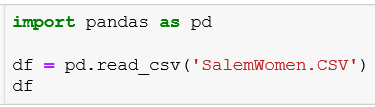 import pandas as pd
df = pd.read_csv('SalemWomen.CSV')
df